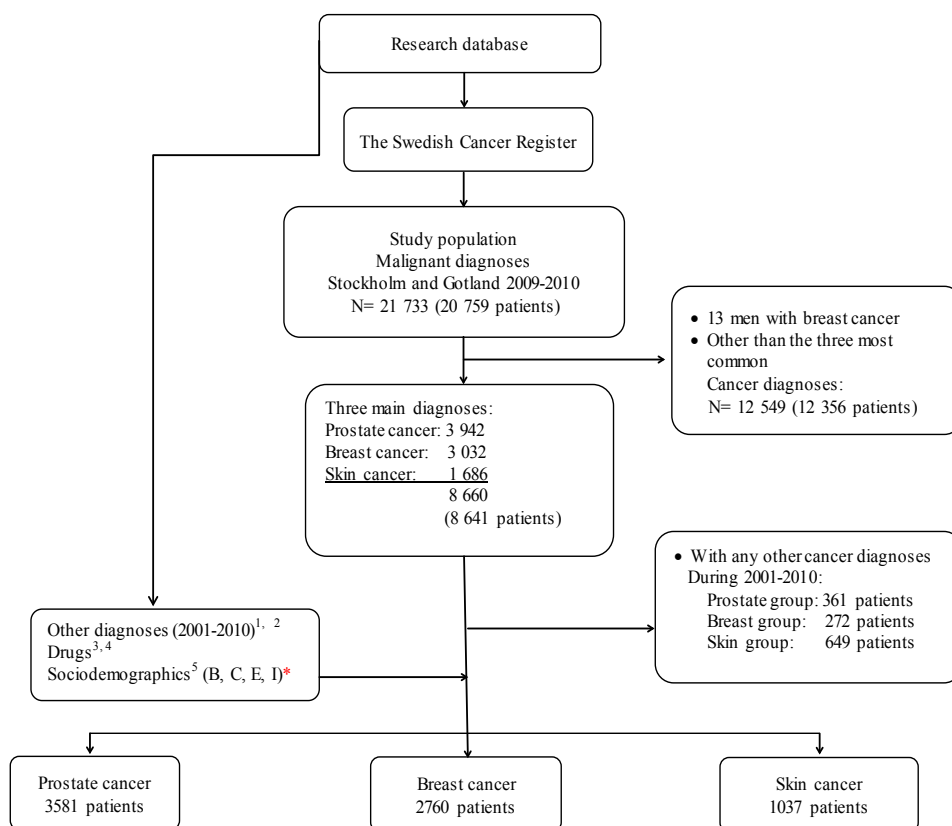 Research database
The Swedish Cancer Register
Study population
Malignant diagnoses
Stockholm and Gotland 2009-2010
N= 21 733 (20 759 patients)
• 13 men with breast cancer
• Other than the three most
common
Cancer diagnoses:
N= 12 549 (12 356 patients)
Three main diagnoses:
Prostate cancer: 3 942
Breast cancer: 3 032
Skin cancer: 1 686
8 660
(8 641 patients)
• With any other cancer diagnoses
During 2001-2010:
Prostate group: 361 patients
Breast group: 272 patients
Skin group: 649 patients
Other diagnoses (2001-2010)1, 2
Drugs3, 4
Sociodemographics5 (B, C, E, I)*
Prostate cancer
3581 patients
Breast cancer
2760 patients
Skin cancer
1037 patients